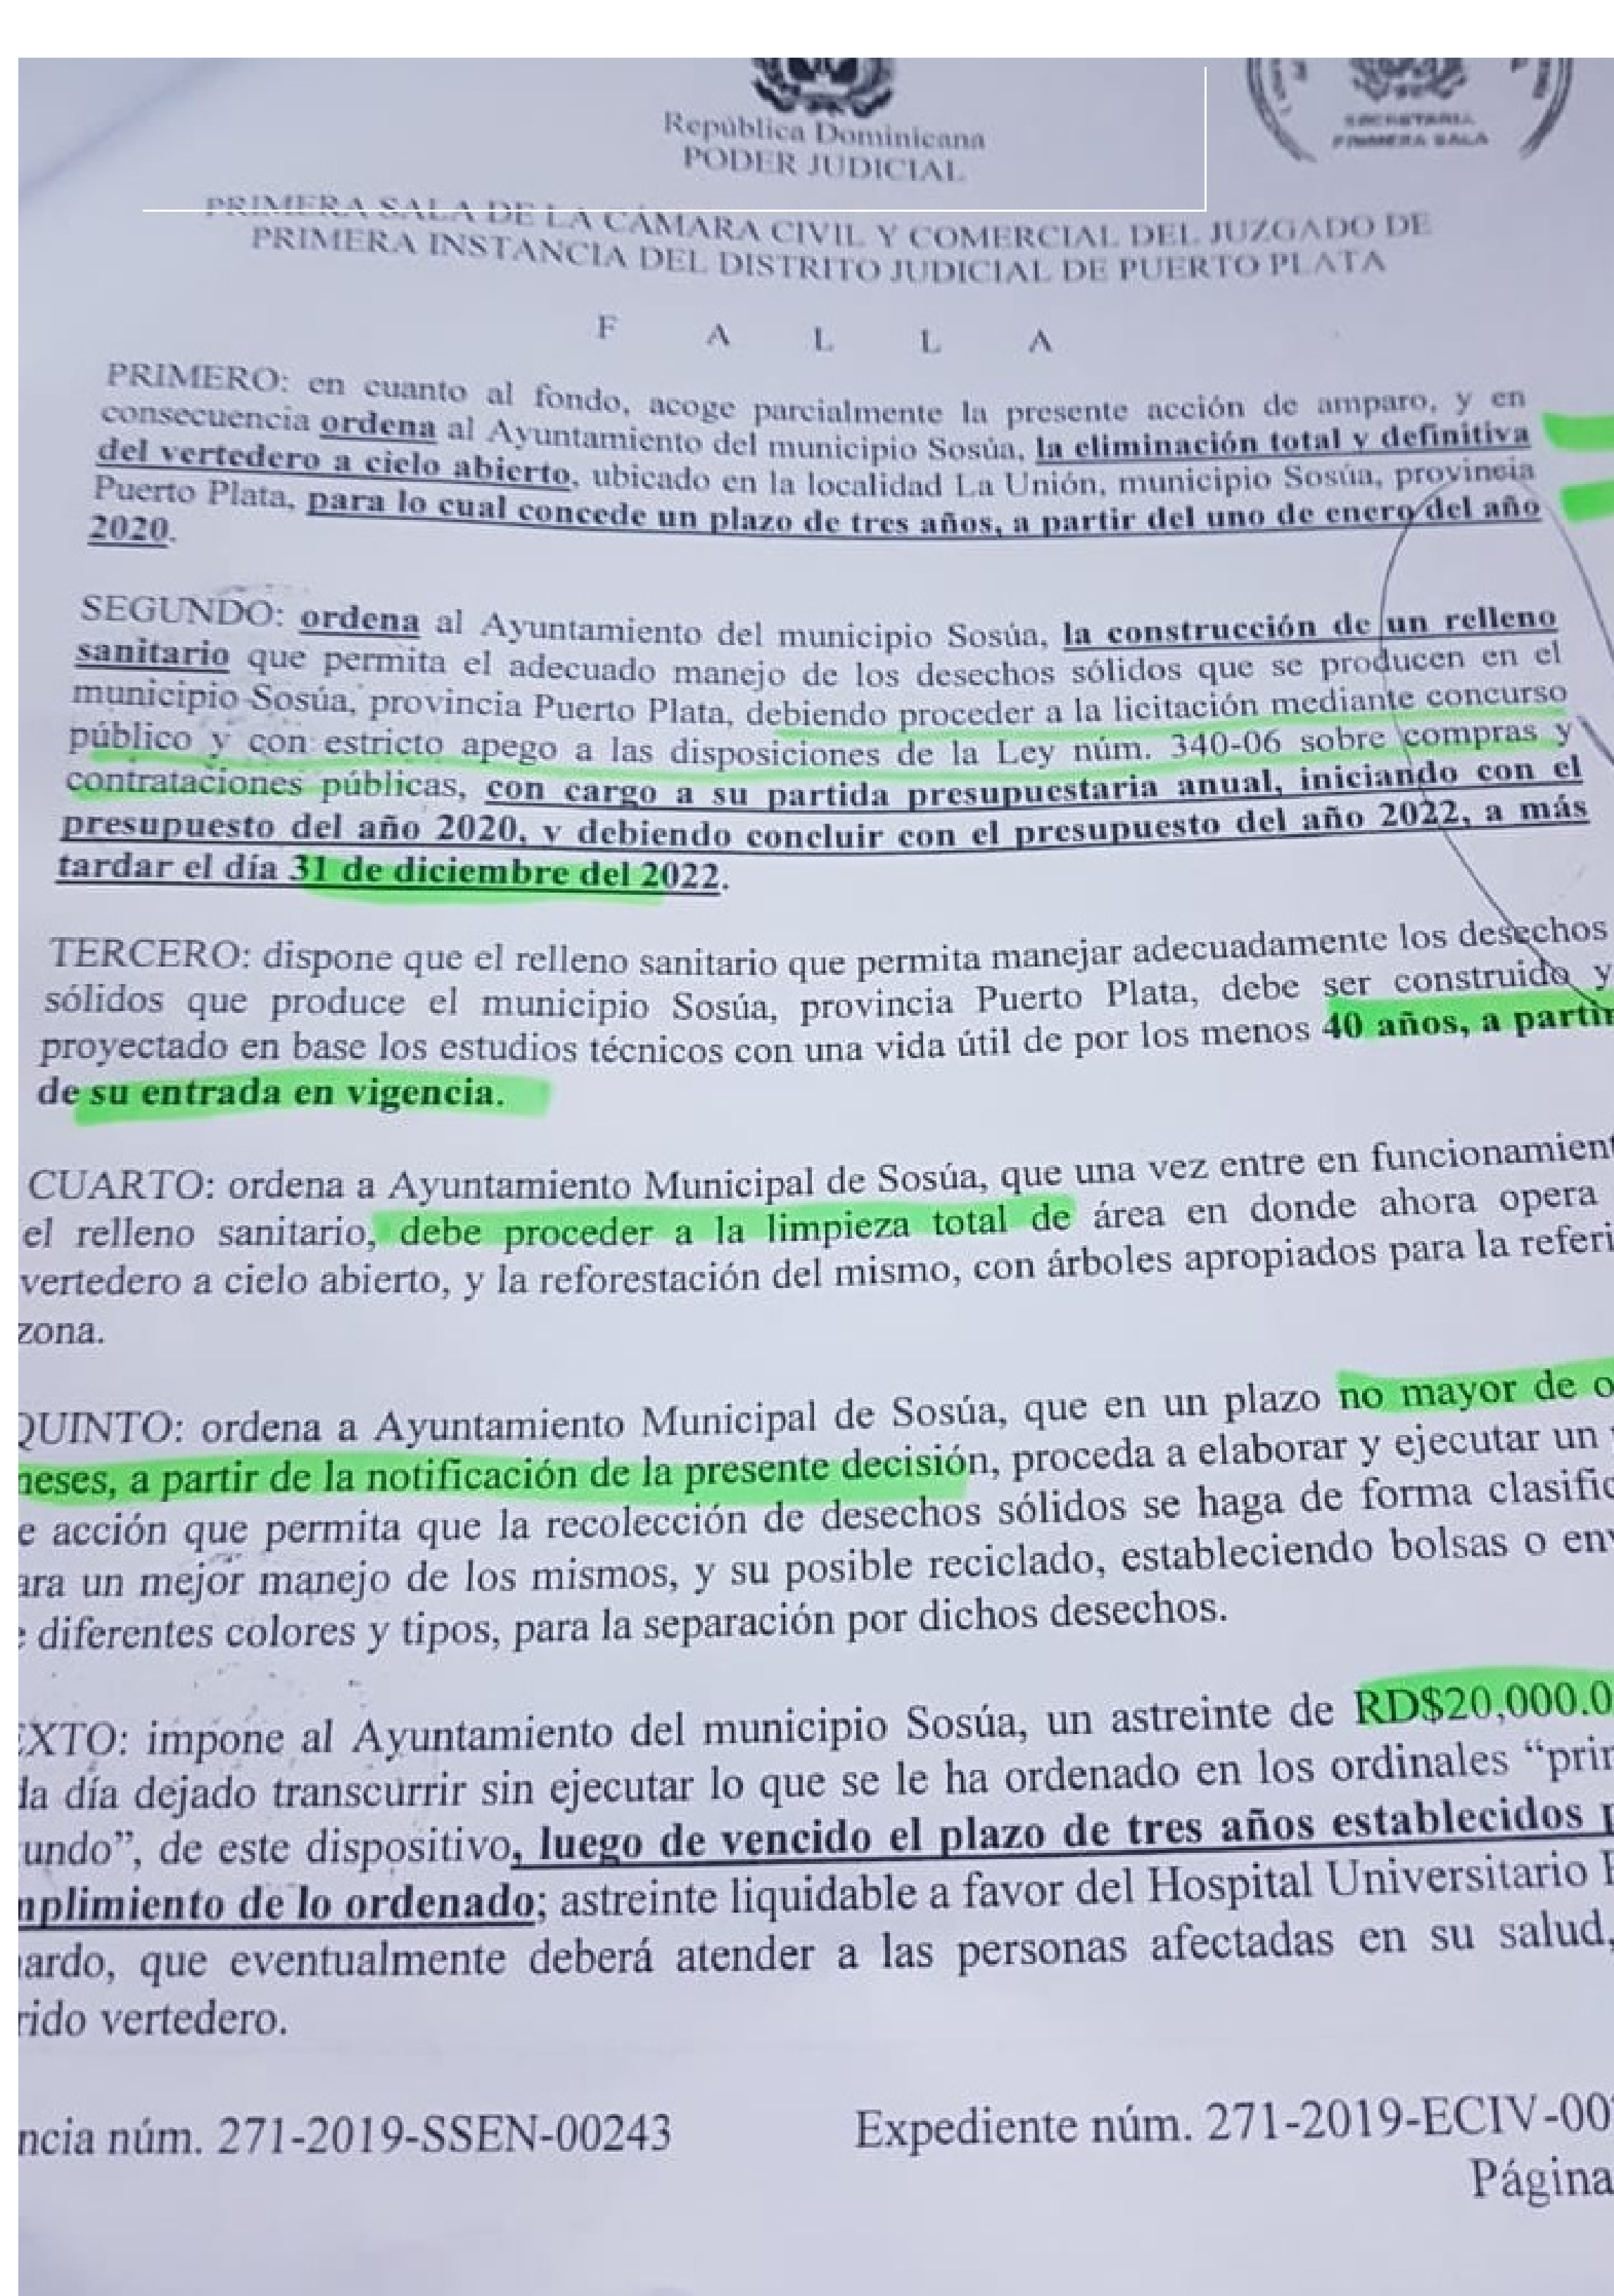 República Dominicana
PODER JUDICIAL
SECRETARIA
PRIMERA SALA
PRIMERA SALA DE LA CÁMARA CIVIL Y COMERCIAL DEL JUZGADO DE
PRIMERA INSTANCIA DEL DISTRITO JUDICIAL DE PUERTO PLATA
F A L L A
PRIMERO: en cuanto al fondo, acoge parcialmente la presente acción de amparo, y en
consecuencia ordena al Ayuntamiento del municipio Sosúa, la eliminación total y definitiva
del vertedero a cielo abierto, ubicado en la localidad La Unión, municipio Sosúa, provincia
Puerto Plata, para lo cual concede un plazo de tres años, a partir del uno de enero del año
2020.
SEGUNDO: ordena al Ayuntamiento del municipio Sosúa, la construcción de un relleno
sanitario que permita el adecuado manejo de los desechos sólidos que se producen en el
municipio Sosúa, provincia Puerto Plata, debiendo proceder a la licitación mediante concurso
público y con estricto apego a las disposiciones de la Ley núm. 340-06 sobre compras y
contrataciones públicas, con cargo a su partida presupuestaria anual, iniciando con el
presupuesto del año 2020, y debiendo concluir con el presupuesto del año 2022, a más
tardar el día 31 de diciembre del 2022.
TERCERO: dispone que el relleno sanitario que permita manejar adecuadamente los desechos
sólidos que produce el municipio Sosúa, provincia Puerto Plata, debe ser construido y
proyectado en base los estudios técnicos con una vida útil de por los menos 40 años, a partir
de su entrada en vigencia.
CUARTO: ordena a Ayuntamiento Municipal de Sosúa, que una vez entre en funcionamient
el relleno sanitario, debe proceder a la limpieza total de área en donde ahora opera
vertedero a cielo abierto, y la reforestación del mismo, con árboles apropiados para la referi
zona.
QUINTO: ordena a Ayuntamiento Municipal de Sosúa, que en un plazo no mayor de o
neses, a partir de la notificación de la presente decisión, proceda a elaborar y ejecutar un
e acción que permita que la recolección de desechos sólidos se haga de forma clasific
ara un mejor manejo de los mismos, y su posible reciclado, estableciendo bolsas o env
e diferentes colores y tipos, para la separación por dichos desechos.
EXTO: impone al Ayuntamiento del municipio Sosúa, un astreinte de RD$20,000.0
da día dejado transcurrir sin ejecutar lo que se le ha ordenado en los ordinales “prin
undo”, de este dispositivo, luego de vencido el plazo de tres años establecidos p
mplimiento de lo ordenado; astreinte liquidable a favor del Hospital Universitario
ardo, que eventualmente deberá atender a las personas afectadas en su salud,
rido vertedero.
ncia núm. 271-2019-SSEN-00243
Expediente núm. 271-2019-ECIV-00
Página